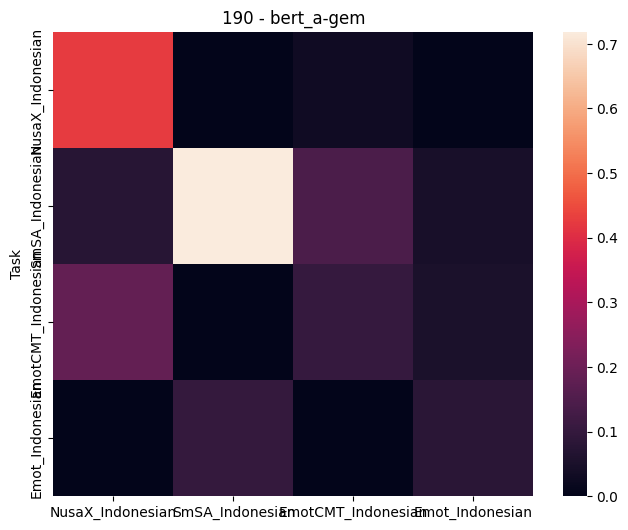 190 - bert_a-gem
Task
NusaX_Indonesian
SmSA_Indonesian
EmotCMT_Indonesian
Emot_Indonesian
NusaX_Indonesian
SmSA_Indonesian
EmotCMT_Indonesian
Emot_Indonesian
0.7
0.6
0.5
0.4
0.3
0.2
0.1
0.0